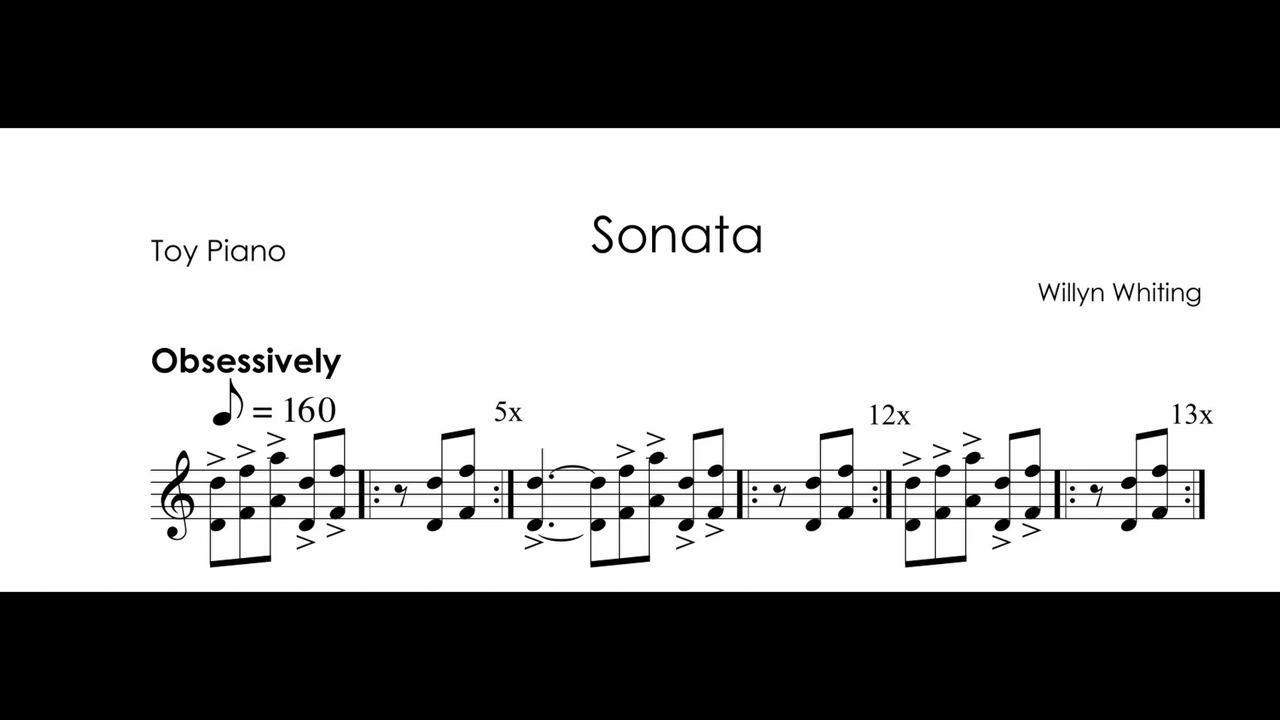 Sonata
Toy Piano
Willyn Whiting
Obsessively
= 160
5x
12x
13x